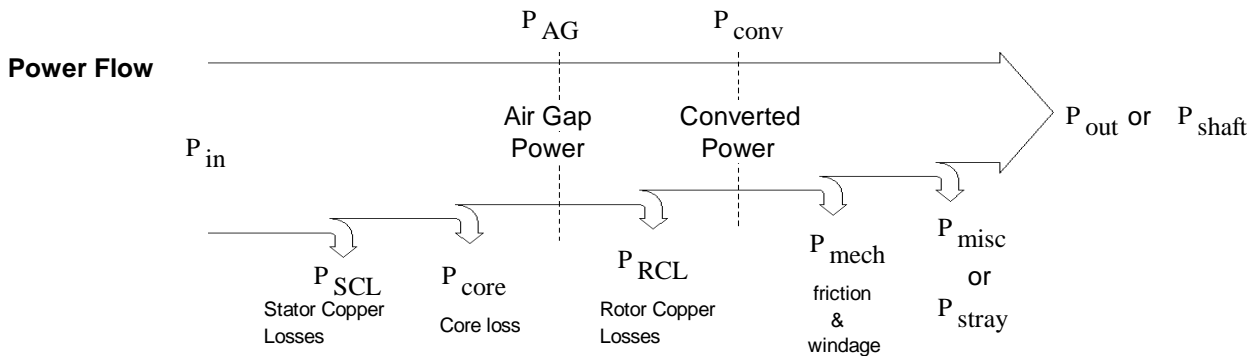 P AG
P conv
Power Flow
Air Gap
Power
Converted
Power
P out or P shaft
P in
P SCL
Stator Copper
Losses
P core
Core loss
P RCL
Rotor Copper
Losses
P mech
friction
&
windage
P misc
or
P stray